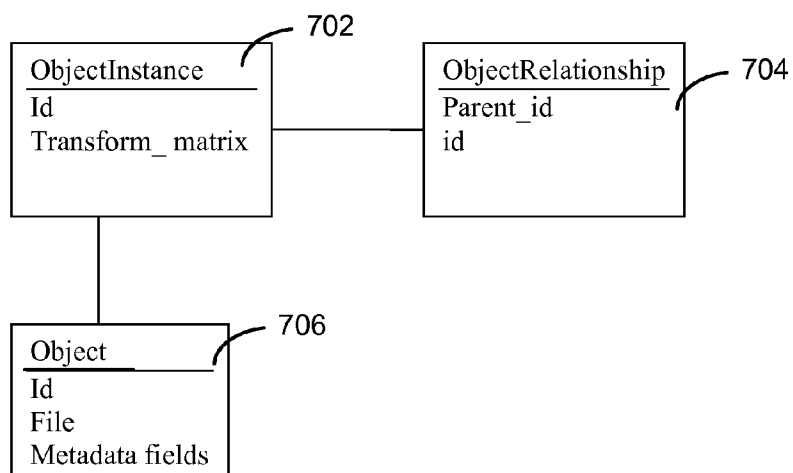 702
ObjectInstance
Id
Transform_ matrix
ObjectRelationship
Parent_id
id
704
706
Object
Id
File
Metadata fields